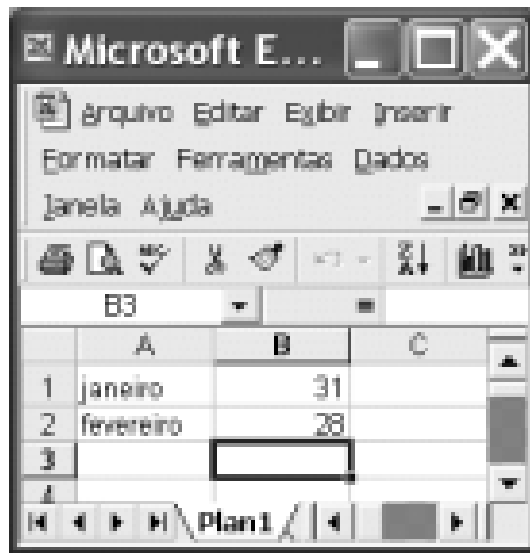 Microsoft E...
Arquivo Editar Exibir Inserir
Formatar Ferramentas Dados
Janela Ajuda
B3 =
A B C
1 janeiro 31
2 fevereiro 28
3
4
Plan1